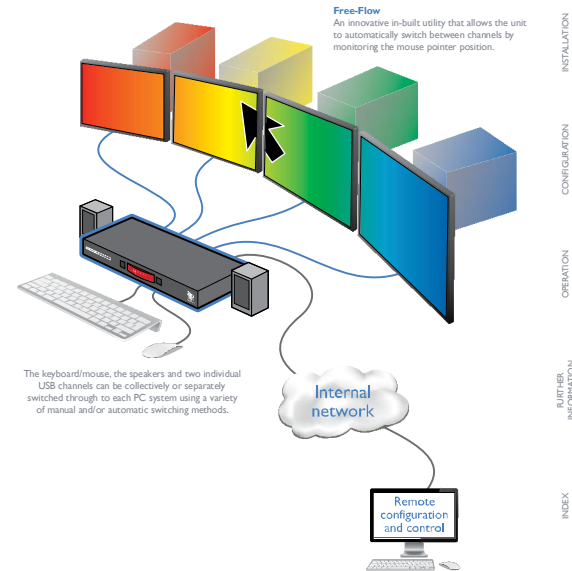 Free-Flow
An innovative in-built utility that allows the unit
to automatically switch between channels by
monitoring the mouse pointer position.
The keyboard/mouse, the speakers and two individual
USB channels can be collectively or separately
switched through to each PC system using a variety
of manual and/or automatic switching methods.
Internal
network
Remote
configuration
and control
INSTALLATION
CONFIGURATION
OPERATION
FURTHER
INFORMATION
INDEX